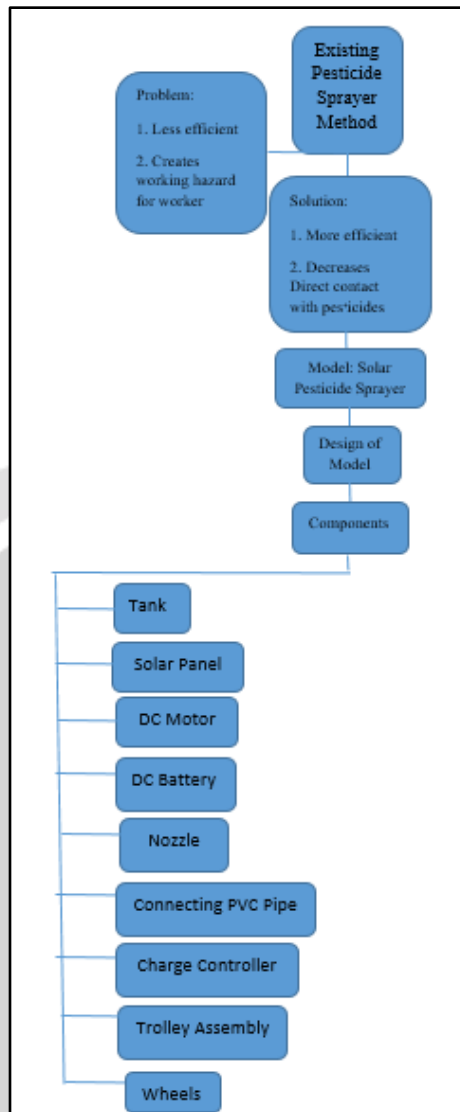 Existing
Pesticide
Sprayer
Method
Problem:
1. Less efficient
2. Creates
working hazard
for worker
Solution:
1. More efficient
2. Decreases
Direct contact
with pesticides
Model: Solar
Pesticide Sprayer
Design of
Model
Components
Tank
Solar Panel
DC Motor
DC Battery
Nozzle
Connecting PVC Pipe
Charge Controller
Trolley Assembly
Wheels